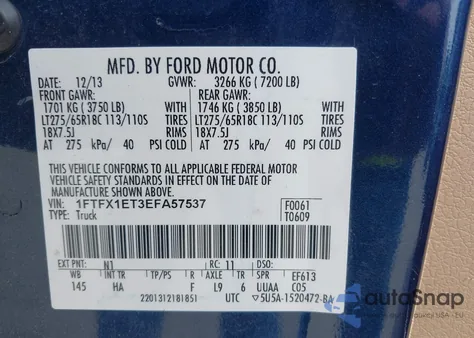 MFD. BY FORD MOTOR CO.
DATE: 12/13 GVWR: 3266 KG ( 7200 LB)
FRONT GAWR: REAR GAWR:
1701 KG ( 3750 LB) WITH 1746 KG ( 3850 LB) WITH
LT275/65R18C 113/110S TIRES LT275/65R18C 113/110S TIRES
18X7.5J RIMS 18X7.5J RIMS
AT 275 kPa/ 40 PSI COLD AT 275 kPa/ 40 PSI COLD
THIS VEHICLE CONFORMS TO ALL APPLICABLE FEDERAL MOTOR
VEHICLE SAFETY STANDARDS IN EFFECT ON THE DATE OF
MANUFACTURE SHOWN ABOVE.
VIN: 1FTFX1ET3EFA57537 F0061
TYPE: Truck T0609
EXT PNT: N1 RC: 11 DSO:
WB INT TR TP/PS R AXLE TR SPR EF613
145 HA F L9 6 UUAA C05
2201312181851 UTC 5U5A-1520472-BA
autoSnap